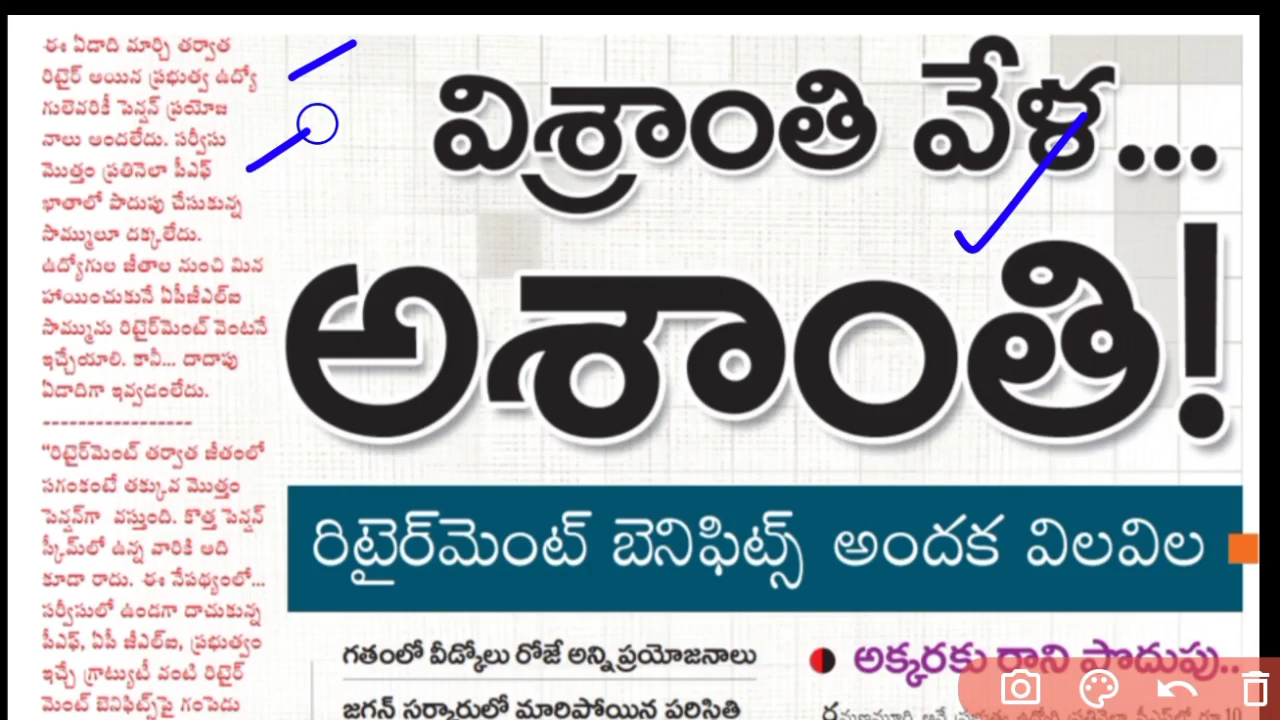 ఈ ఏడాది మార్చి తర్వాత
రిటైర్ అయిన ప్రభుత్వ ఉద్యో
గులెవరికీ పెన్షన్ ప్రయోజ
నాలు అందలేదు. సర్వీసు
మొత్తం ప్రతినెలా పీఎఫ్
ఖాతాలో పొదుపు చేసుకున్న
సొమ్ములూ దక్కలేదు.
ఉద్యోగుల జీతాల నుంచి మిన
హాయించుకునే ఏపీజీఎల్ఐ
సొమ్మును రిటైర్‌మెంట్ వెంటనే
ఇచ్చేయాలి. కానీ... దాదాపు
ఏడాదిగా ఇవ్వడంలేదు.
-----------------
“రిటైర్‌మెంట్ తర్వాత జీతంలో
సగంకంటే తక్కువ మొత్తం
పెన్షన్‌గా వస్తుంది. కొత్త పెన్షన్
స్కీమ్‌లో ఉన్న వారికి అది
కూడా రాదు. ఈ నేపథ్యంలో...
సర్వీసులో ఉండగా దాచుకున్న
పీఎఫ్, ఏపీ జీఎల్ఐ, ప్రభుత్వం
ఇచ్చే గ్రాట్యుటీ వంటి రిటైర్
మెంట్ బెనిఫిట్స్‌పై గంపెడు
విశ్రాంతి వేళ...
అశాంతి!
రిటైర్‌మెంట్ బెనిఫిట్స్ అందక విలవిల
గతంలో వీడ్కోలు రోజే అన్ని ప్రయోజనాలు
జగన్ సర్కారులో మారిపోయిన పరిస్థితి
అక్కరకు రాని పొదుపు..